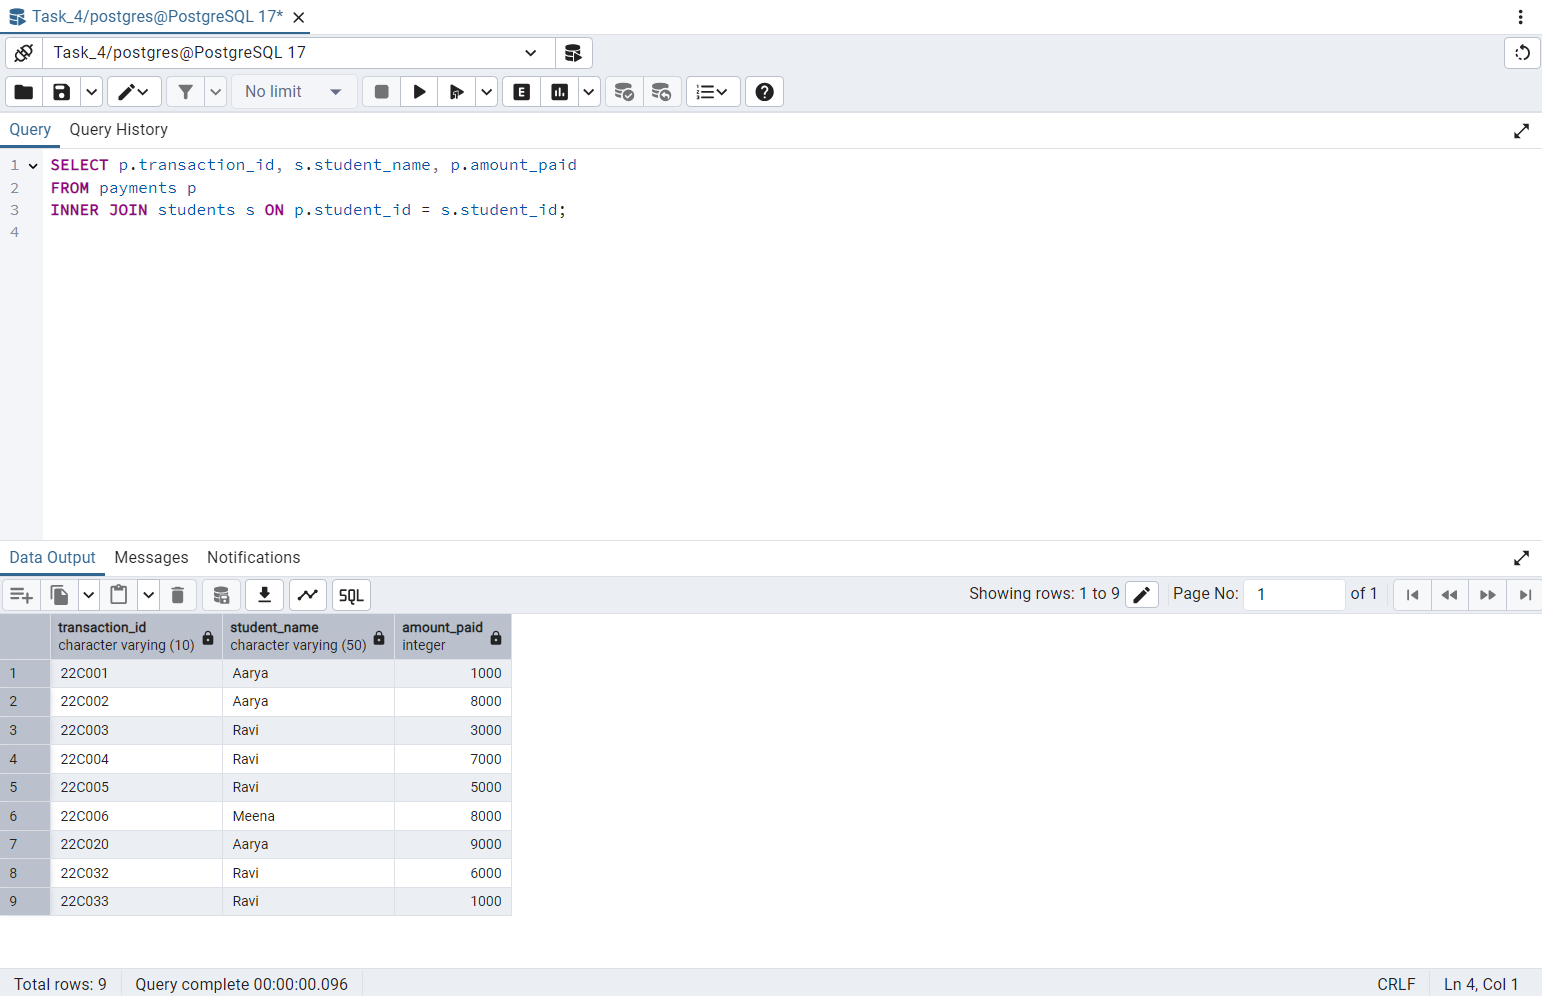 Task_4/postgres@PostgreSQL 17*
Task_4/postgres@PostgreSQL 17
No limit
E
Query Query History
1 SELECT p.transaction_id, s.student_name, p.amount_paid
2 FROM payments p
3 INNER JOIN students s ON p.student_id = s.student_id;
4
Data Output Messages Notifications
SQL Showing rows: 1 to 9 Page No: 1 of 1
transaction_id student_name amount_paid
character varying (10) character varying (50) integer
1 22C001 Aarya 1000
2 22C002 Aarya 8000
3 22C003 Ravi 3000
4 22C004 Ravi 7000
5 22C005 Ravi 5000
6 22C006 Meena 8000
7 22C020 Aarya 9000
8 22C032 Ravi 6000
9 22C033 Ravi 1000
Total rows: 9 Query complete 00:00:00.096 CRLF Ln 4, Col 1